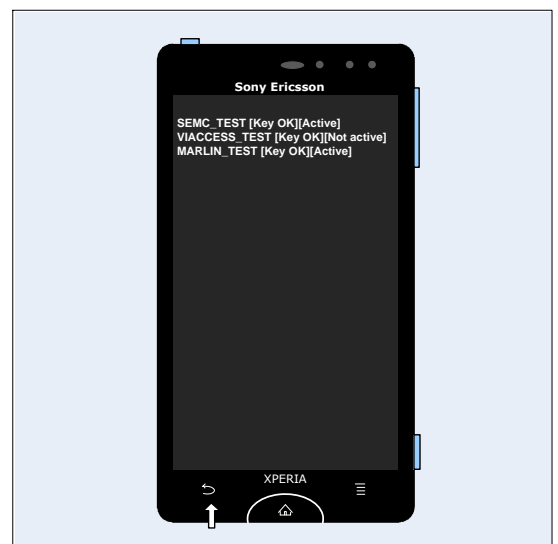 Sony Ericsson
SEMC_TEST [Key OK][Active]
VIACCESS_TEST [Key OK][Not active]
MARLIN_TEST [Key OK][Active]
XPERIA